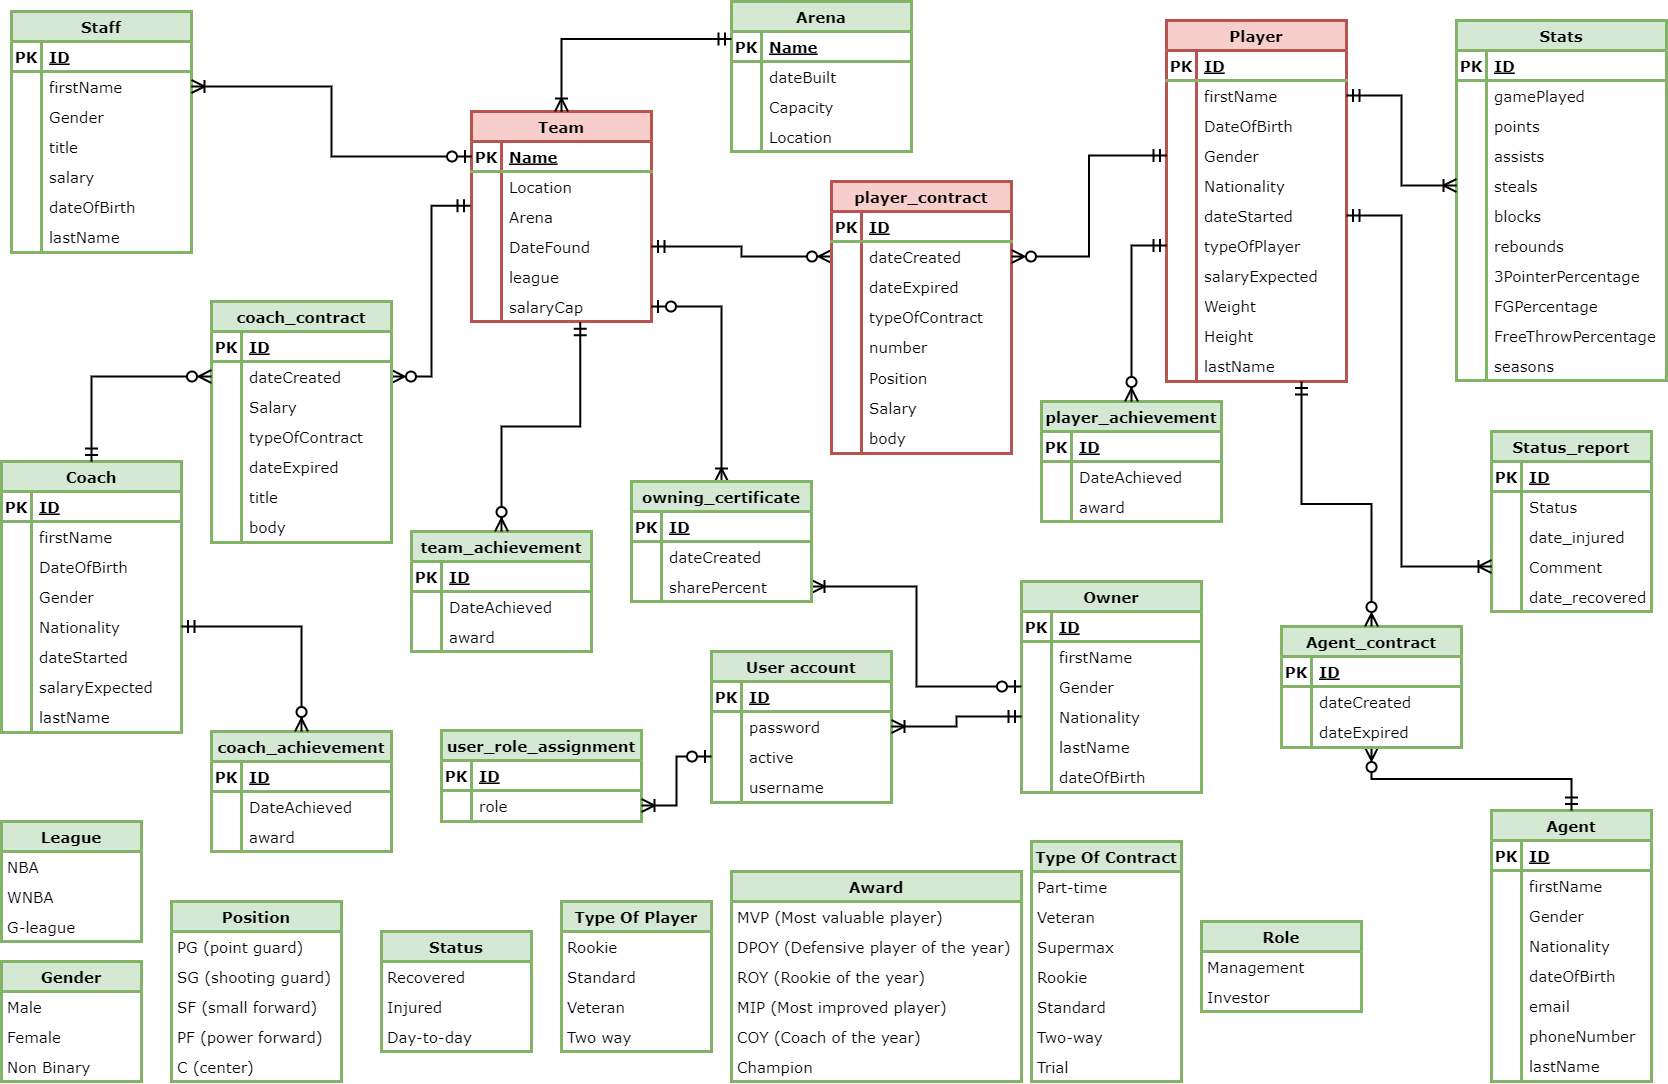 Staff
PK ID
firstName
Gender
title
salary
dateOfBirth
lastName
Arena
PK Name
dateBuilt
Capacity
Location
Team
PK Name
Location
Arena
DateFound
league
salaryCap
player_contract
PK ID
dateCreated
dateExpired
typeOfContract
number
Position
Salary
body
Player
PK ID
firstName
DateOfBirth
Gender
Nationality
dateStarted
typeOfPlayer
salaryExpected
Weight
Height
lastName
Stats
PK ID
gamePlayed
points
assists
steals
blocks
rebounds
3PointerPercentage
FGPercentage
FreeThrowPercentage
seasons
coach_contract
PK ID
dateCreated
Salary
typeOfContract
dateExpired
title
body
Coach
PK ID
firstName
DateOfBirth
Gender
Nationality
dateStarted
salaryExpected
lastName
team_achievement
PK ID
DateAchieved
award
owning_certificate
PK ID
dateCreated
sharePercent
player_achievement
PK ID
DateAchieved
award
Status_report
PK ID
Status
date_injured
Comment
date_recovered
Owner
PK ID
firstName
Gender
Nationality
lastName
dateOfBirth
User account
PK ID
password
active
username
user_role_assignment
PK ID
role
Agent_contract
PK ID
dateCreated
dateExpired
coach_achievement
PK ID
DateAchieved
award
Agent
PK ID
firstName
Gender
Nationality
dateOfBirth
email
phoneNumber
lastName
League
NBA
WNBA
G-league
Gender
Male
Female
Non Binary
Position
PG (point guard)
SG (shooting guard)
SF (small forward)
PF (power forward)
C (center)
Status
Recovered
Injured
Day-to-day
Type Of Player
Rookie
Standard
Veteran
Two way
Award
MVP (Most valuable player)
DPOY (Defensive player of the year)
ROY (Rookie of the year)
MIP (Most improved player)
COY (Coach of the year)
Champion
Type Of Contract
Part-time
Veteran
Supermax
Rookie
Standard
Two-way
Trial
Role
Management
Investor